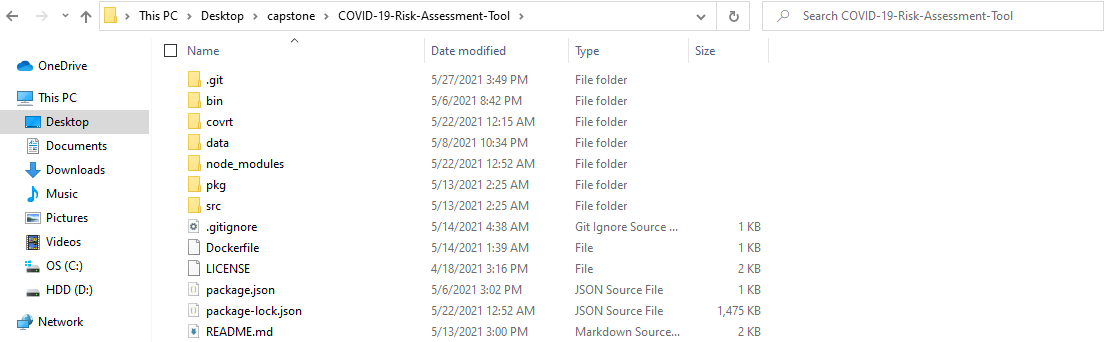 This PC > Desktop > capstone > COVID-19-Risk-Assessment-Tool >
Search COVID-19-Risk-Assessment-Tool
Name Date modified Type Size
OneDrive
This PC
Desktop
Documents
Downloads
Music
Pictures
Videos
OS (C:)
HDD (D:)
Network
.git 5/27/2021 3:49 PM File folder
bin 5/6/2021 8:42 PM File folder
covrt 5/22/2021 12:15 AM File folder
data 5/8/2021 10:34 PM File folder
node_modules 5/22/2021 12:52 AM File folder
pkg 5/13/2021 2:25 AM File folder
src 5/13/2021 2:25 AM File folder
.gitignore 5/14/2021 4:38 AM Git Ignore Source ... 1 KB
Dockerfile 5/14/2021 1:39 AM File 1 KB
LICENSE 4/18/2021 3:16 PM File 2 KB
package.json 5/6/2021 3:02 PM JSON Source File 1 KB
package-lock.json 5/22/2021 12:52 AM JSON Source File 1,475 KB
README.md 5/13/2021 3:00 PM Markdown Source... 2 KB